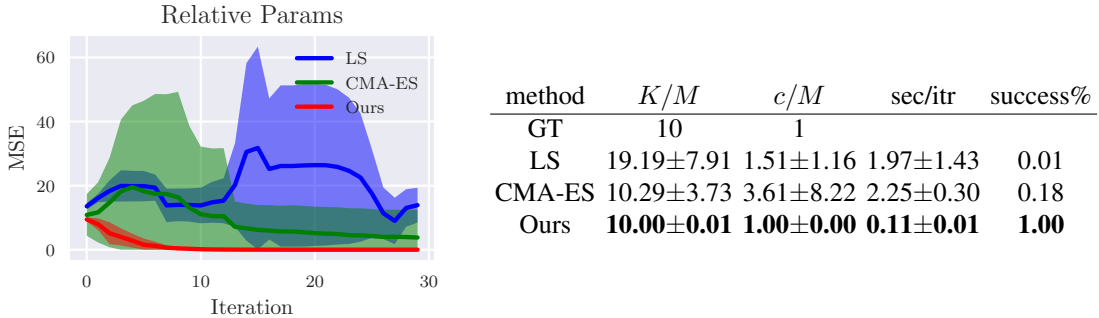 Relative Params
60
40
20
0
MSE
0 10 20 30
Iteration
LS
CMA-ES
Ours
method K/M c/M sec/itr success%
GT 10 1
LS 19.19±7.91 1.51±1.16 1.97±1.43 0.01
CMA-ES 10.29±3.73 3.61±8.22 2.25±0.30 0.18
Ours 10.00±0.01 1.00±0.00 0.11±0.01 1.00